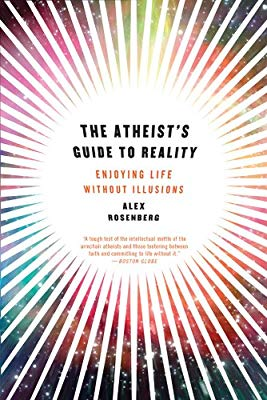 THE ATHEIST'S
GUIDE TO REALITY
ENJOYING LIFE
WITHOUT ILLUSIONS
ALEX
ROSENBERG
"A tough test of the intellectual mettle of the
armchair atheists and those teetering between
faith and committing to life without it."
— BOSTON GLOBE